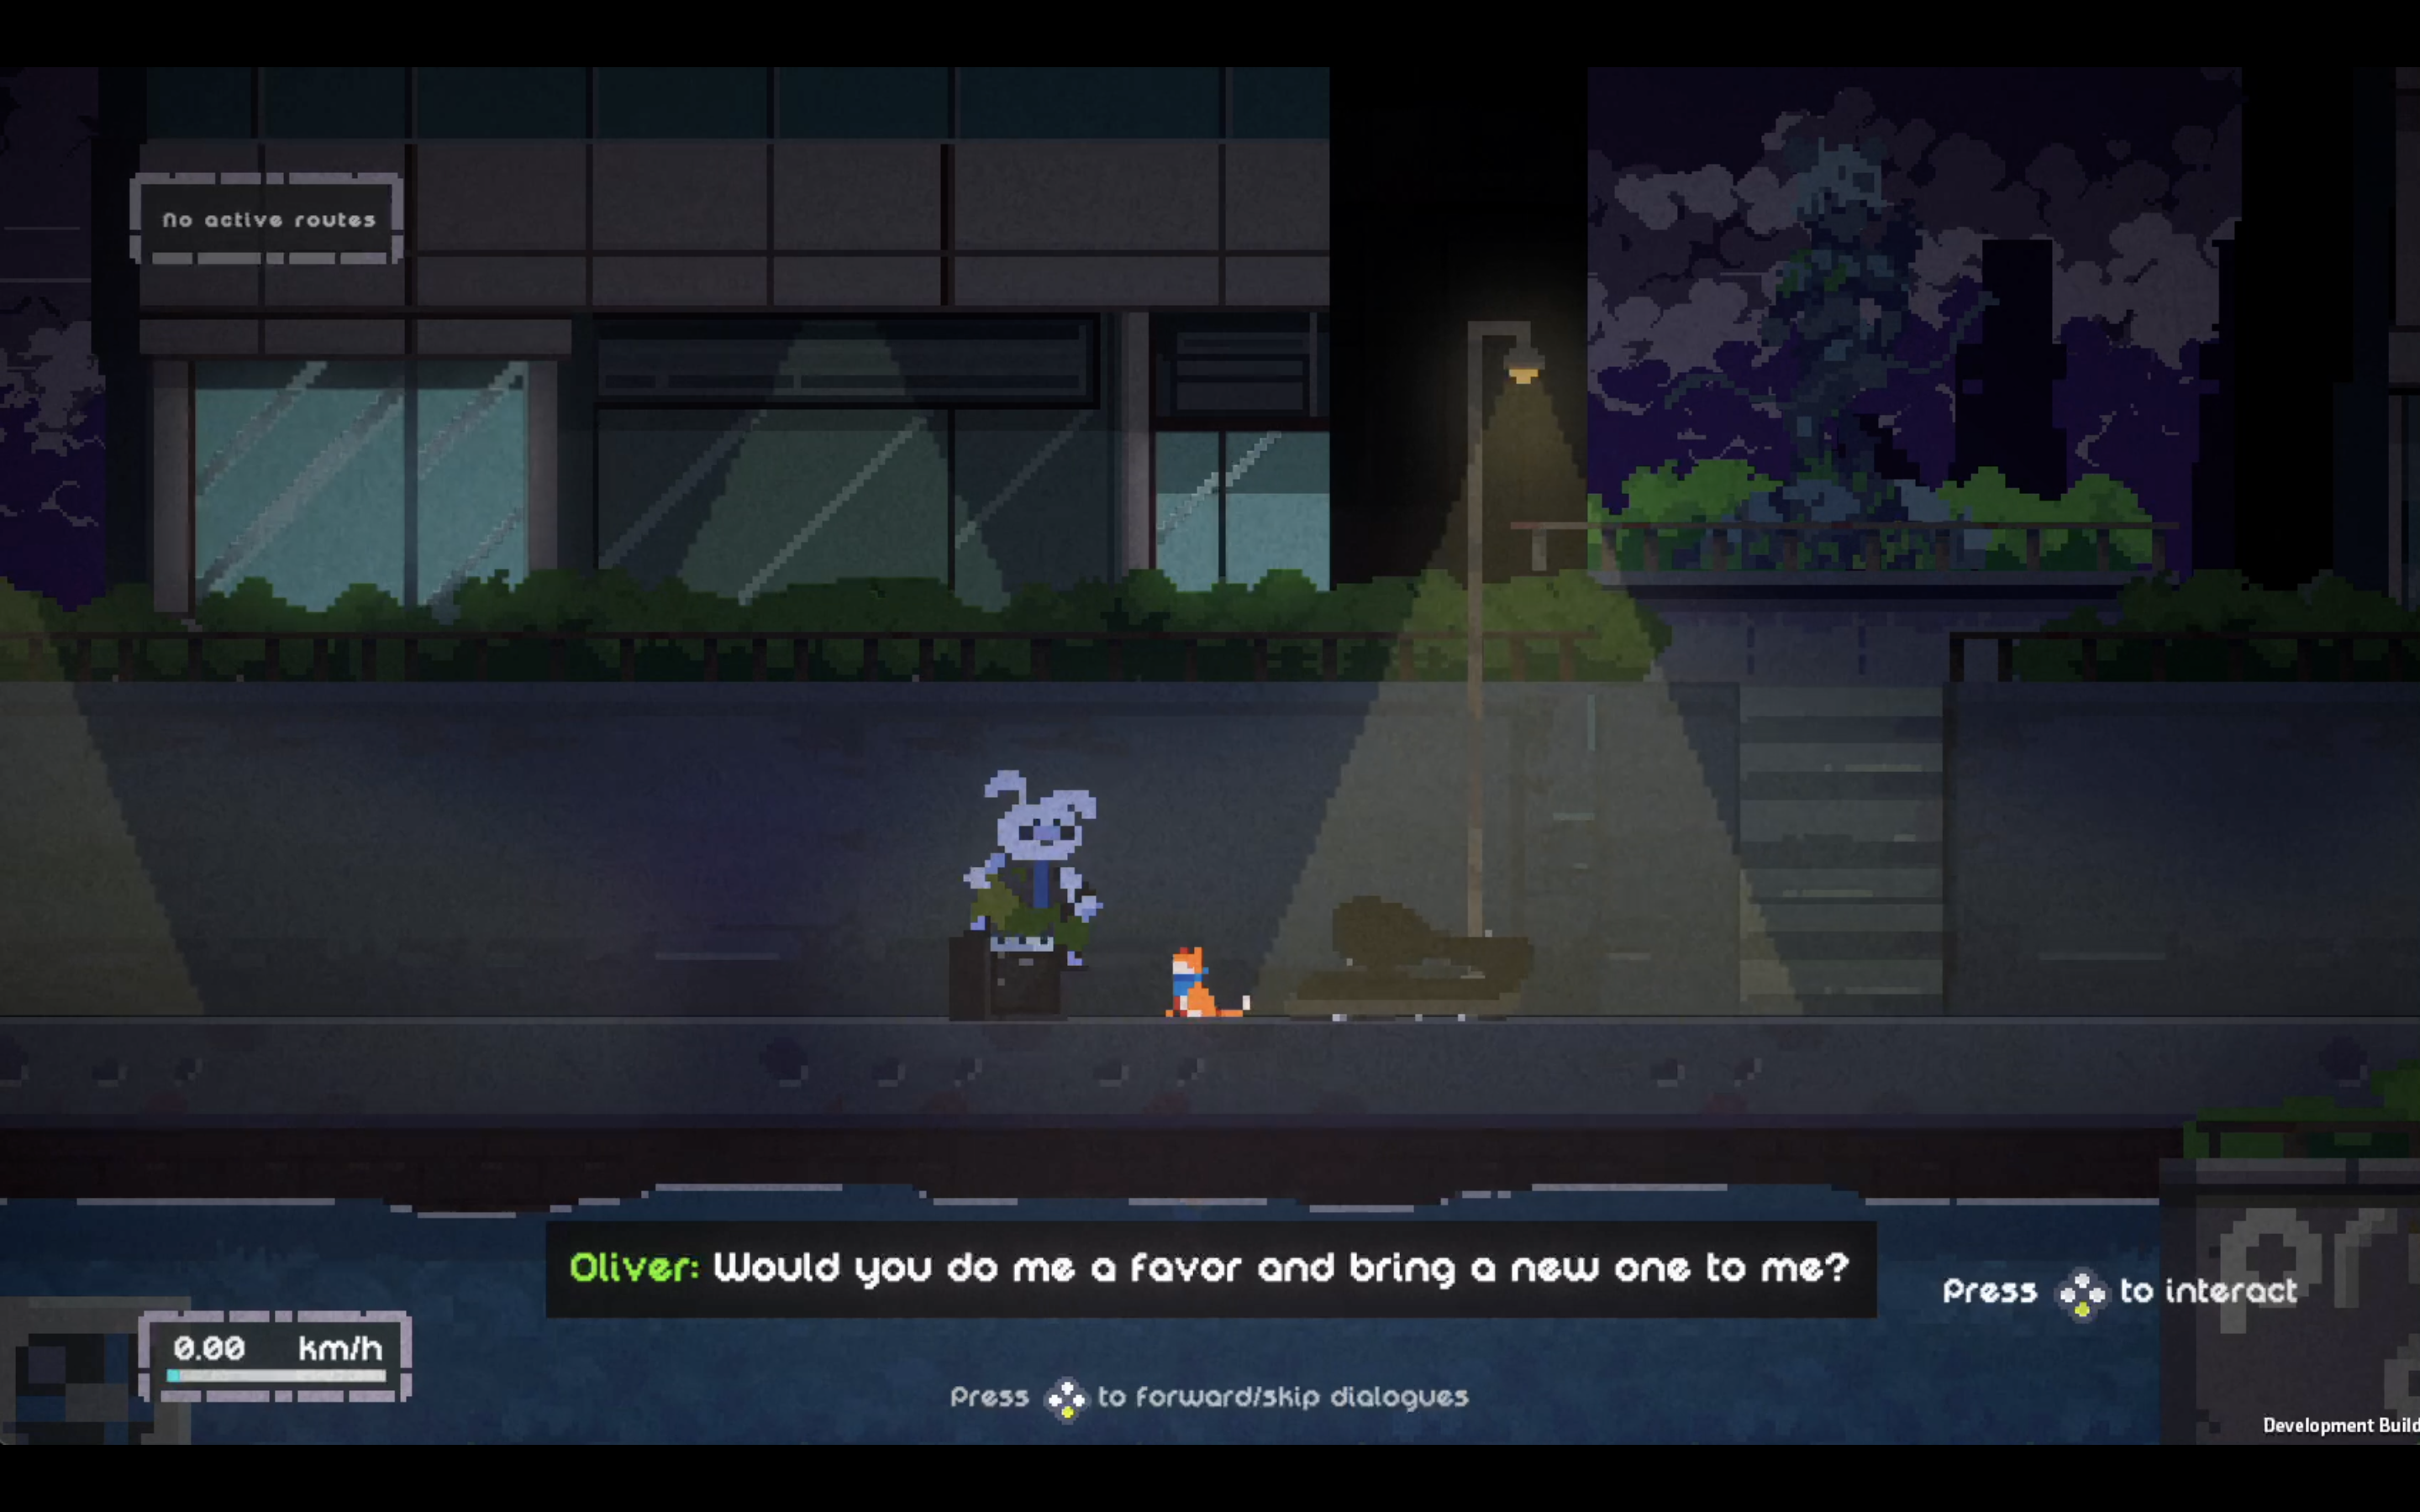 No active routes
Oliver: Would you do me a favor and bring a new one to me?
Press to interact
pr
0.00 km/h
Press to forward/skip dialogues
Development Build